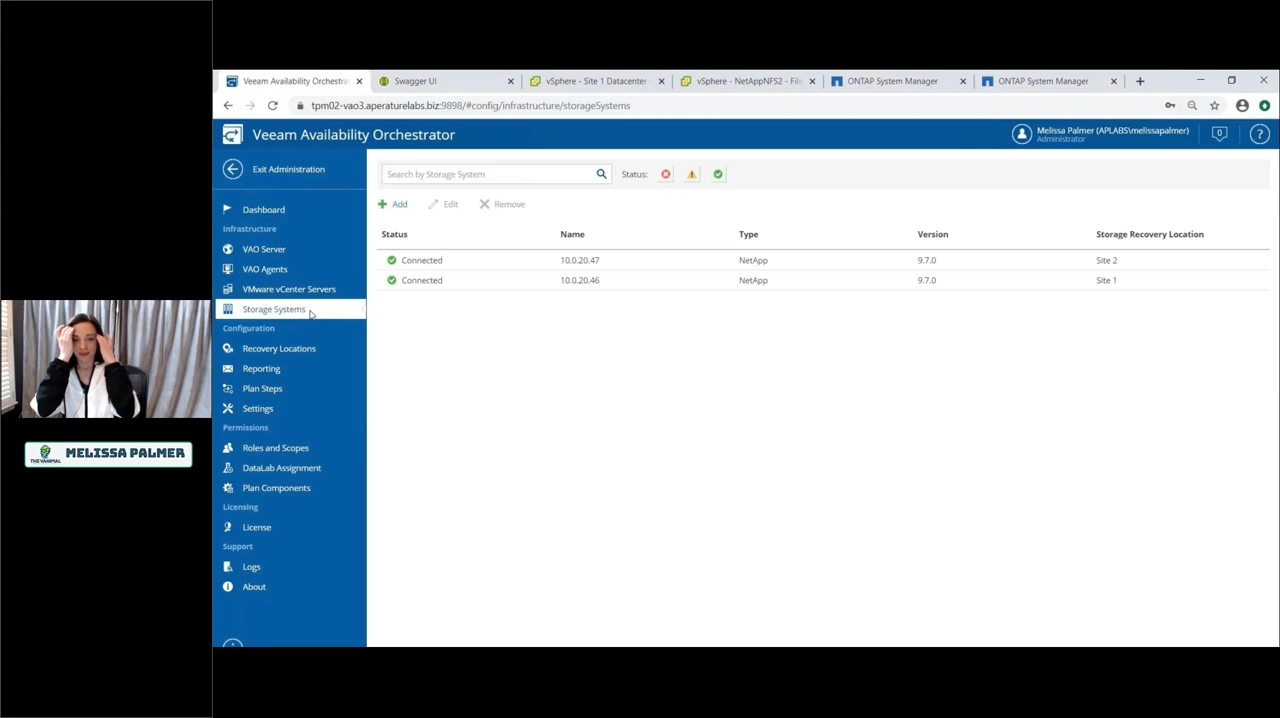 Veeam Availability Orchestra
Swagger UI
vSphere - Site 1 Datacenter
vSphere - NetAppNFS2 - File
ONTAP System Manager
ONTAP System Manager
tpm02-vao3.aperaturelabs.biz:9898/#config/infrastructure/storageSystems
Veeam Availability Orchestrator
Melissa Palmer (APLABS\melissapalmer)
Administrator
0
?
Exit Administration
Search by Storage System
Status:
Add
Edit
Remove
Dashboard
Infrastructure
VAO Server
VAO Agents
VMware vCenter Servers
Storage Systems
Configuration
Recovery Locations
Reporting
Plan Steps
Settings
Permissions
Roles and Scopes
DataLab Assignment
Plan Components
Licensing
License
Support
Logs
About
Status Name Type Version Storage Recovery Location
Connected 10.0.20.47 NetApp 9.7.0 Site 2
Connected 10.0.20.46 NetApp 9.7.0 Site 1
THEVANIMAL
MELISSA PALMER